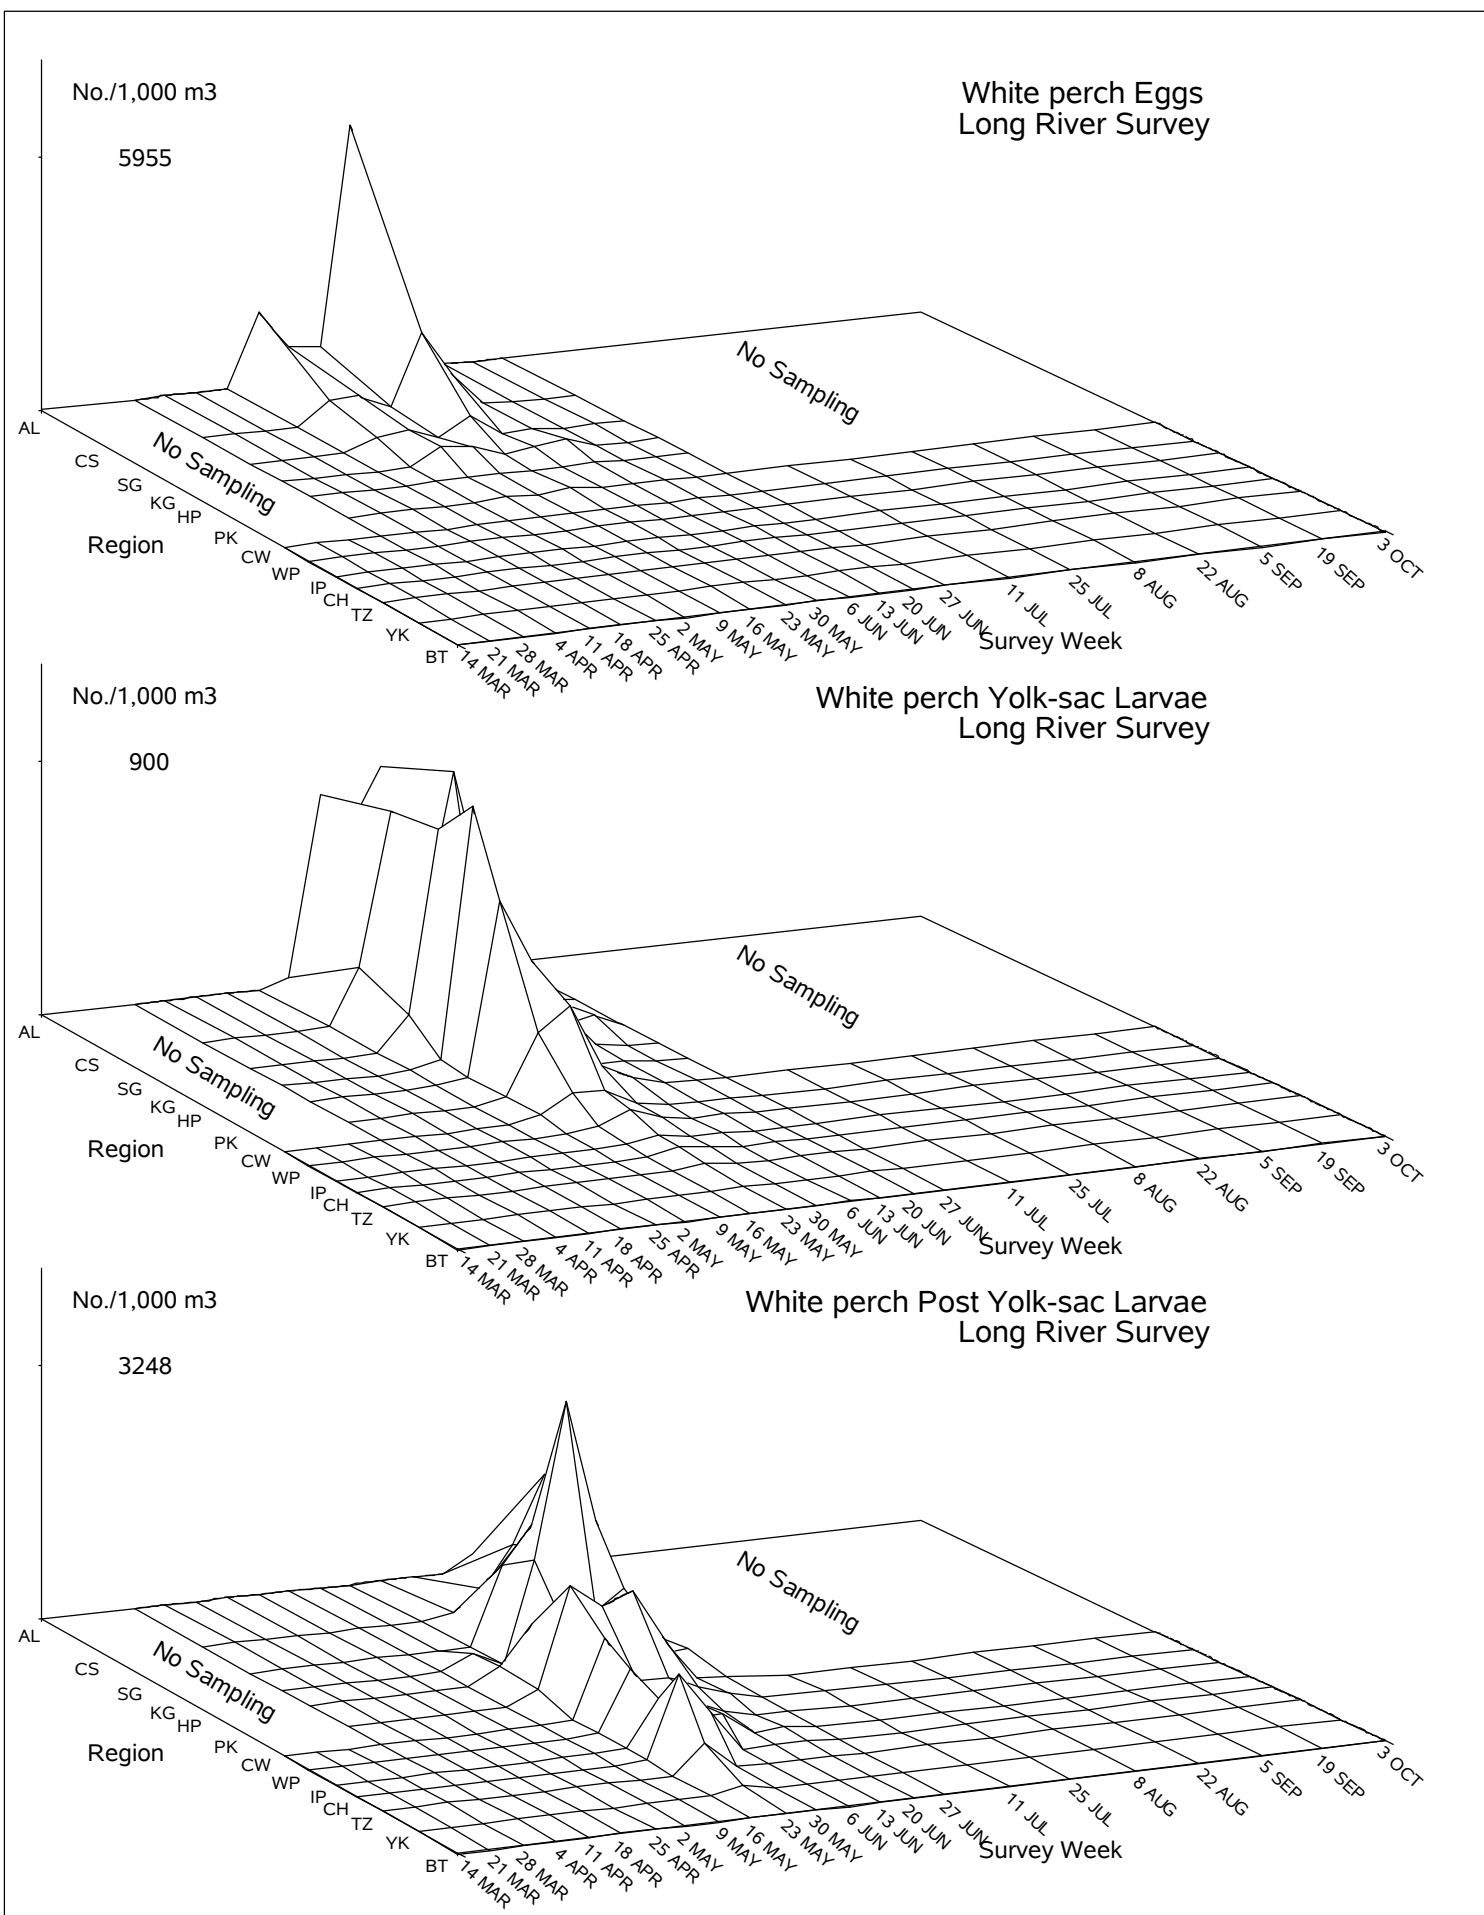 No./1,000 m3
White perch Eggs
Long River Survey
5955
No Sampling
AL
CS
No Sampling
SG
KG
HP
PK
Region
CW
WP
IP
CH
TZ
YK
BT
14 MAR
21 MAR
28 MAR
4 APR
11 APR
18 APR
25 APR
2 MAY
9 MAY
16 MAY
23 MAY
30 MAY
6 JUN
13 JUN
20 JUN
27 JUN
11 JUL
25 JUL
8 AUG
22 AUG
5 SEP
19 SEP
3 OCT
Survey Week
No./1,000 m3
White perch Yolk-sac Larvae
Long River Survey
900
No Sampling
AL
CS
No Sampling
SG
KG
HP
PK
Region
CW
WP
IP
CH
TZ
YK
BT
14 MAR
21 MAR
28 MAR
4 APR
11 APR
18 APR
25 APR
2 MAY
9 MAY
16 MAY
23 MAY
30 MAY
6 JUN
13 JUN
20 JUN
27 JUN
11 JUL
25 JUL
8 AUG
22 AUG
5 SEP
19 SEP
3 OCT
Survey Week
No./1,000 m3
White perch Post Yolk-sac Larvae
Long River Survey
3248
No Sampling
AL
CS
No Sampling
SG
KG
HP
PK
Region
CW
WP
IP
CH
TZ
YK
BT
14 MAR
21 MAR
28 MAR
4 APR
11 APR
18 APR
25 APR
2 MAY
9 MAY
16 MAY
23 MAY
30 MAY
6 JUN
13 JUN
20 JUN
27 JUN
11 JUL
25 JUL
8 AUG
22 AUG
5 SEP
19 SEP
3 OCT
Survey Week